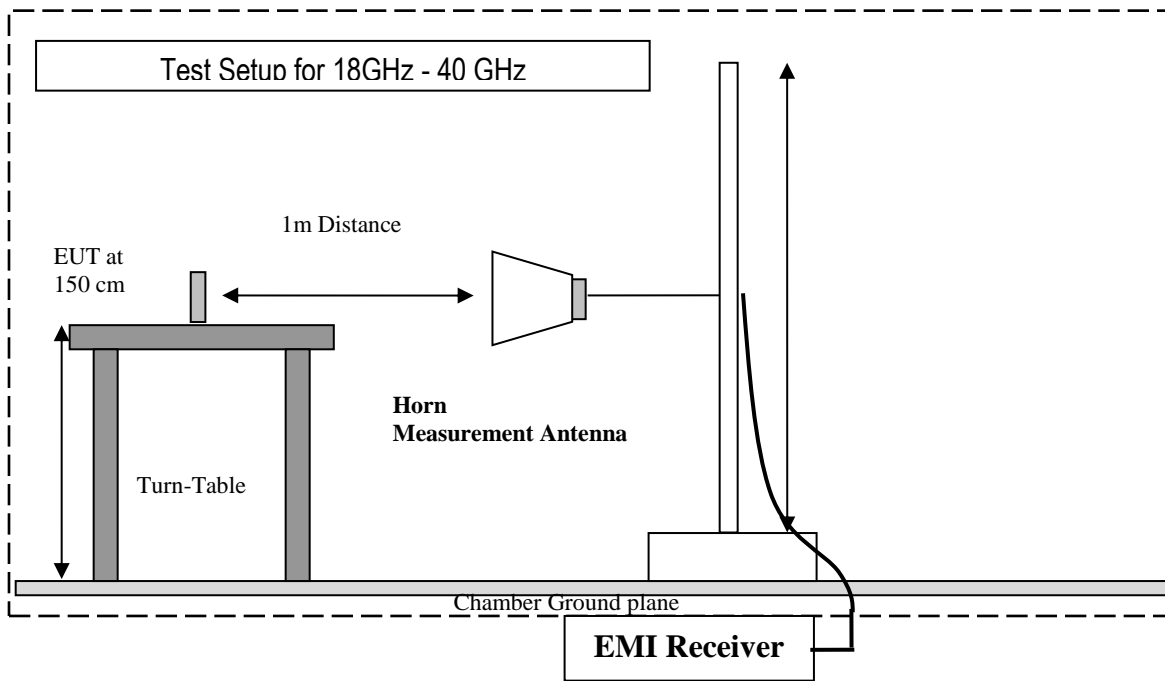 Test Setup for 18GHz - 40 GHz
1m Distance
EUT at
150 cm
Horn
Measurement Antenna
Turn-Table
Chamber Ground plane
EMI Receiver